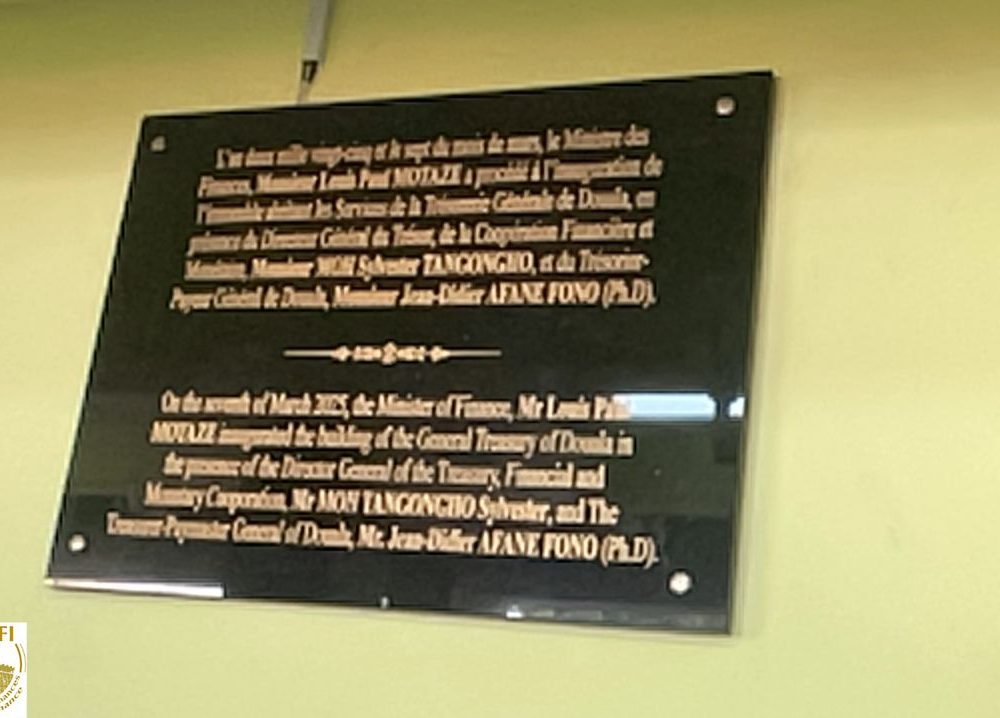 L'an deux mille vingt-cinq et le sept du mois de mars, le Ministre des
Finances, Monsieur Louis Paul MOTAZE a procédé à l'inauguration de
l'immeuble abritant les Services de la Trésorerie Générale de Douala, en
présence du Directeur Général du Trésor, de la Coopération Financière et
Monétaire, Monsieur MOH Sylvester TANGONGHO, et du Trésorier-
Payeur Général de Douala, Monsieur Jean-Didier AFANE FONO (Ph.D).
On the seventh of March 2025, the Minister of Finance, Mr Louis Paul
MOTAZE inaugurated the building of the General Treasury of Douala in
the presence of the Director General of the Treasury, Financial and
Monetary Cooperation, Mr MOH TANGONGHO Sylvester, and The
Treasurer-Paymaster General of Douala, Mr. Jean-Didier AFANE FONO (Ph.D).
FI